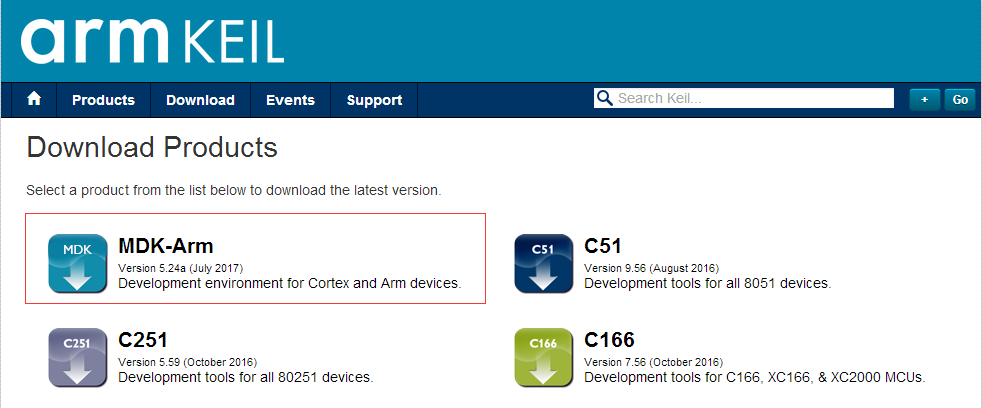 arm KEIL
Products Download Events Support Search Keil... + Go
Download Products
Select a product from the list below to download the latest version.
MDK
MDK-Arm
Version 5.24a (July 2017)
Development environment for Cortex and Arm devices.
C51
C51
Version 9.56 (August 2016)
Development tools for all 8051 devices.
C251
C251
Version 5.59 (October 2016)
Development tools for all 80251 devices.
C166
C166
Version 7.56 (October 2016)
Development tools for C166, XC166, & XC2000 MCUs.